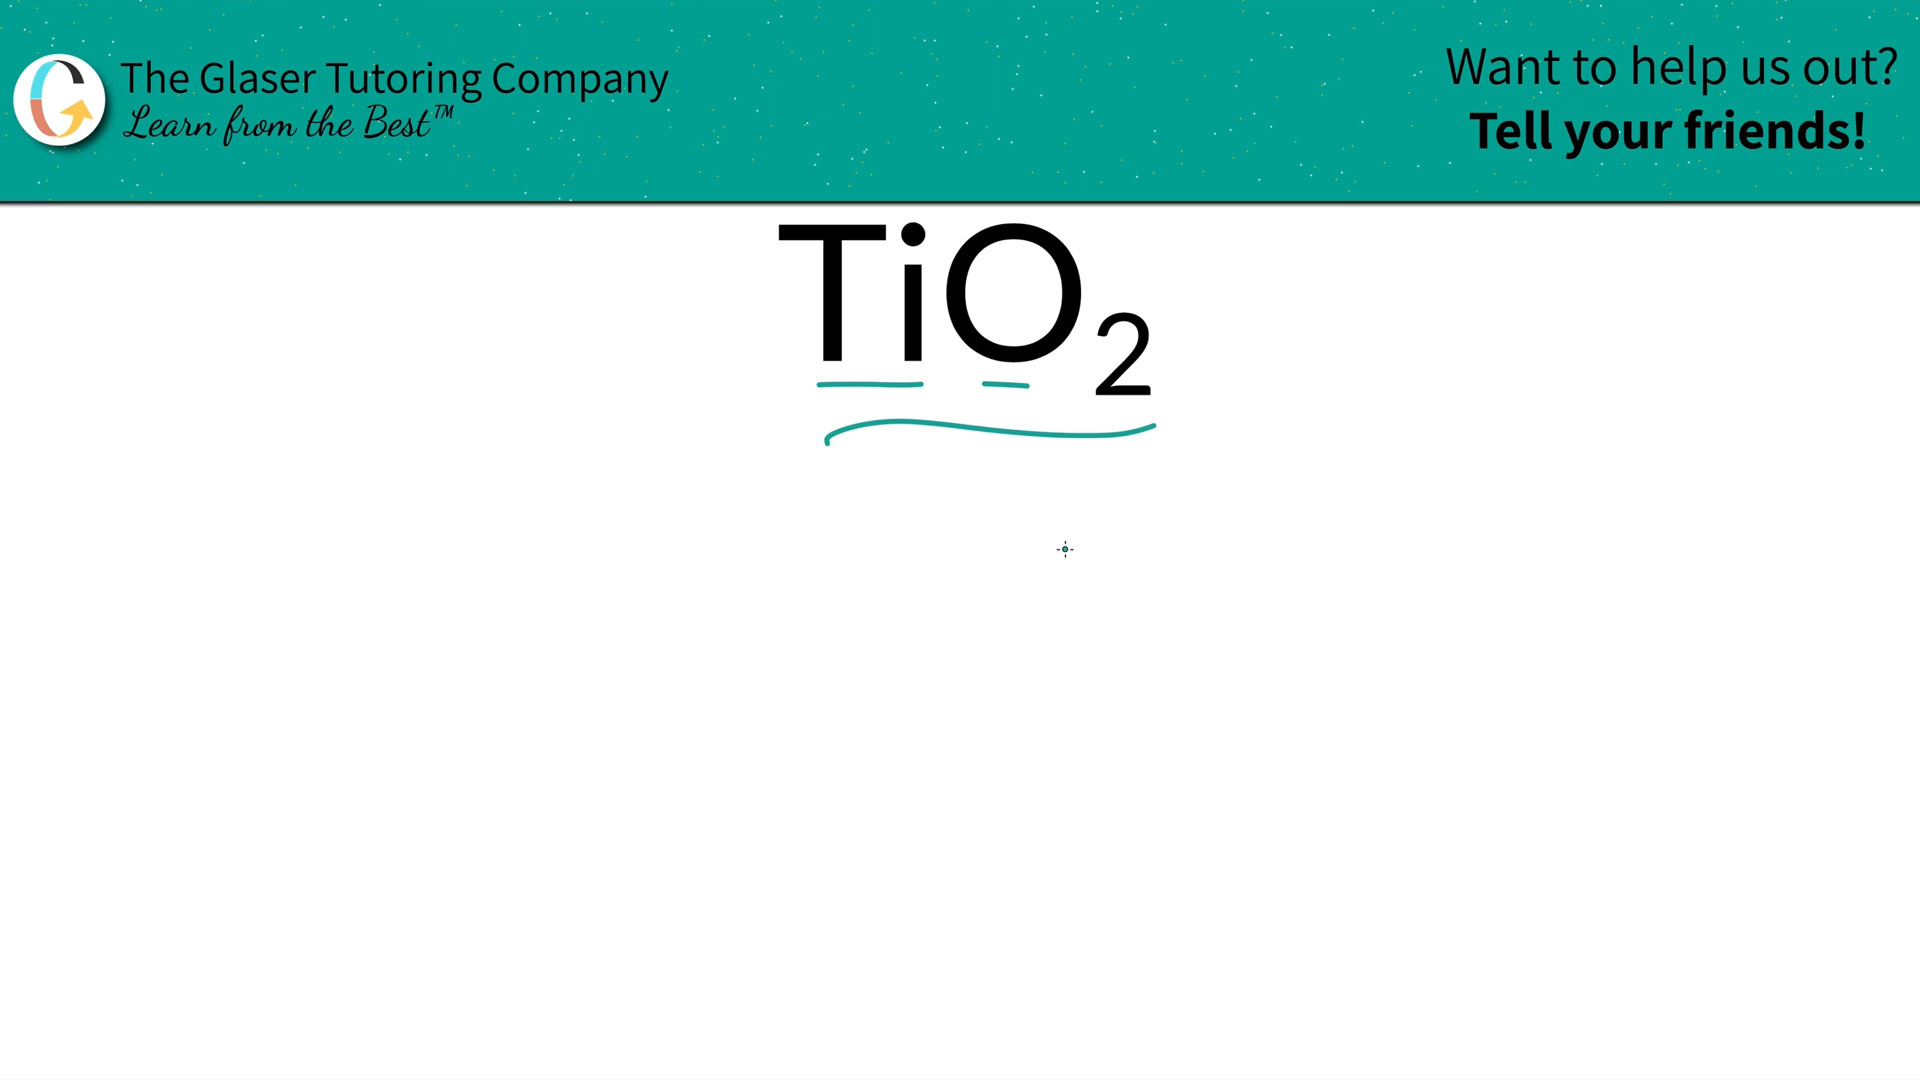 The Glaser Tutoring Company
Learn from the Best™
Want to help us out?
Tell your friends!
TiO₂